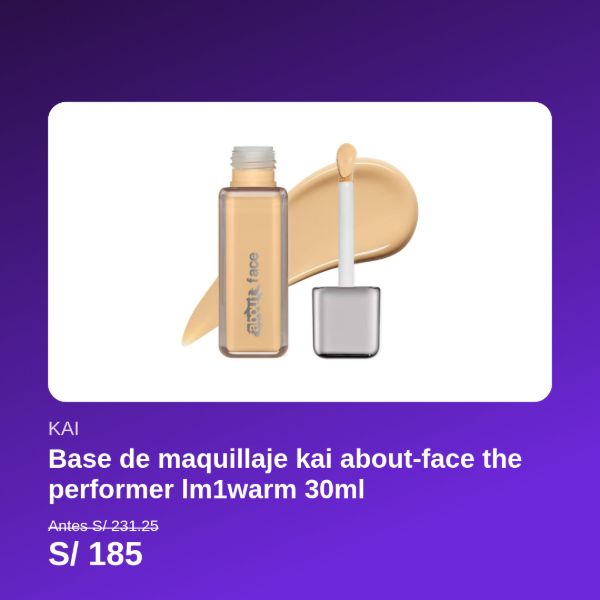 about face
KAI
Base de maquillaje kai about-face the
performer lm1warm 30ml
Antes S/ 231.25
S/ 185